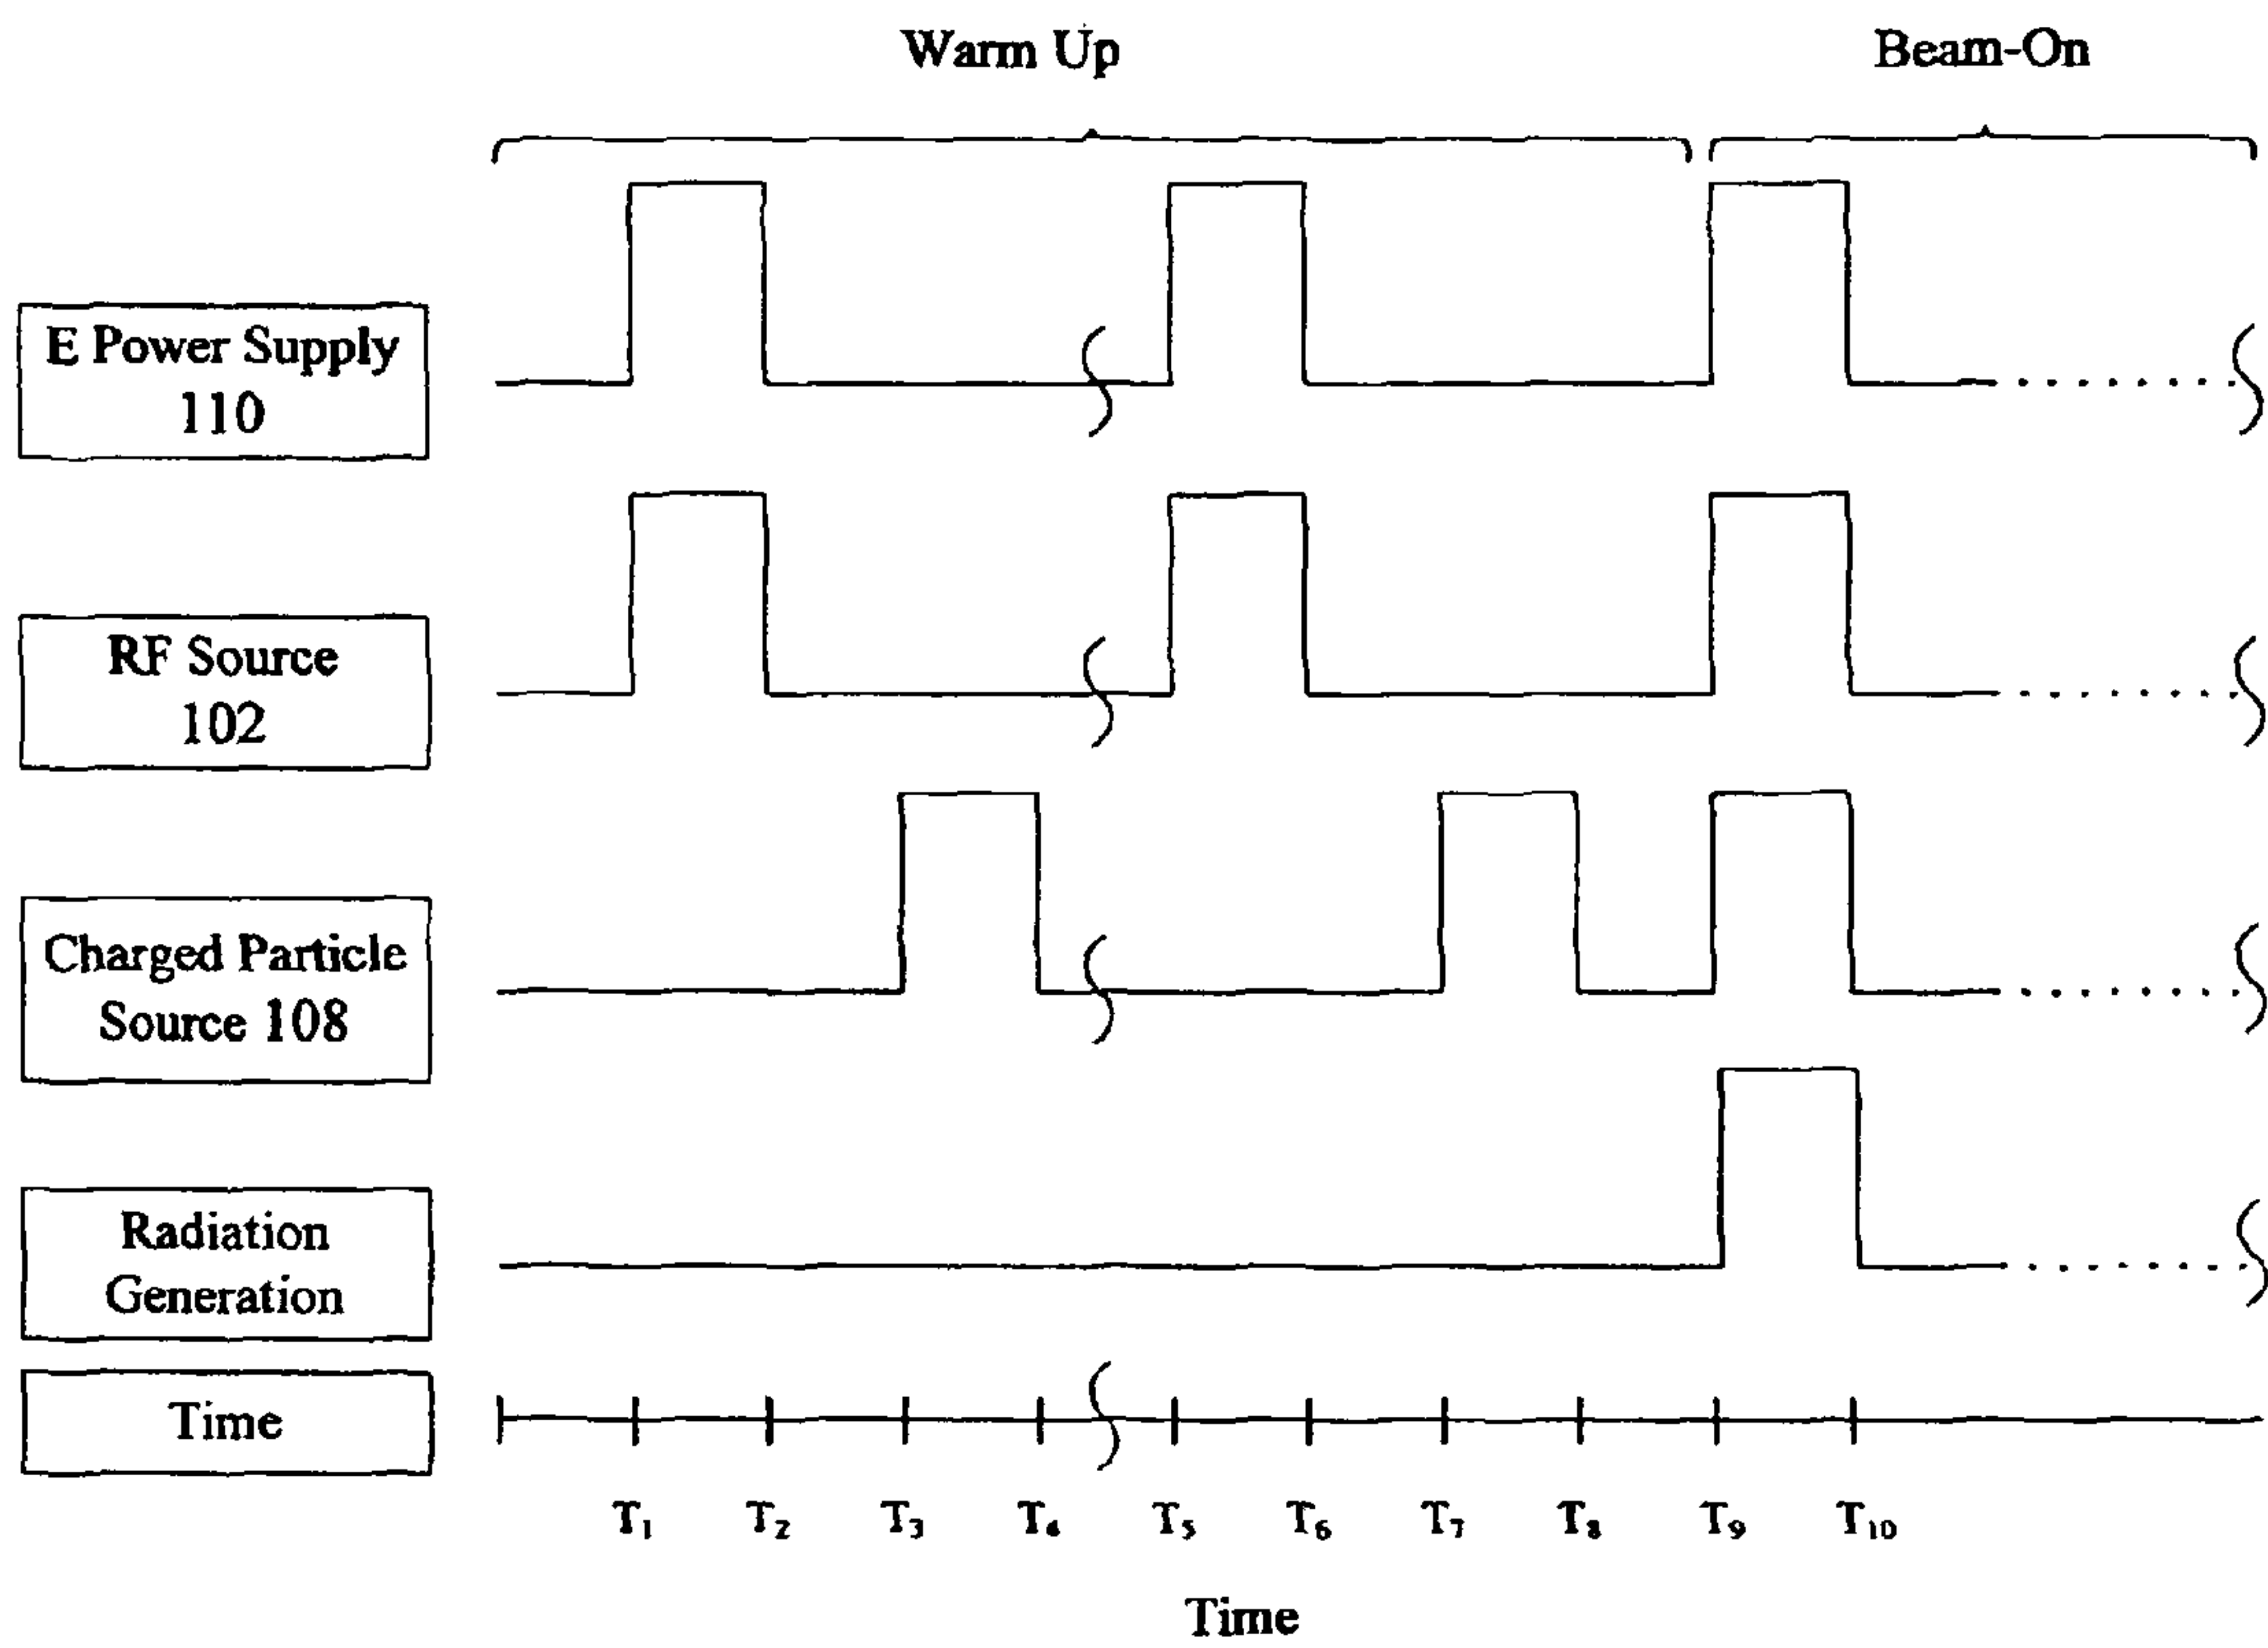 Warm Up
Beam-On
E Power Supply
110
RF Source
102
Charged Particle
Source 108
Radiation
Generation
Time
T1 T2 T3 T4 T5 T6 T7 T8 T9 T10
Time